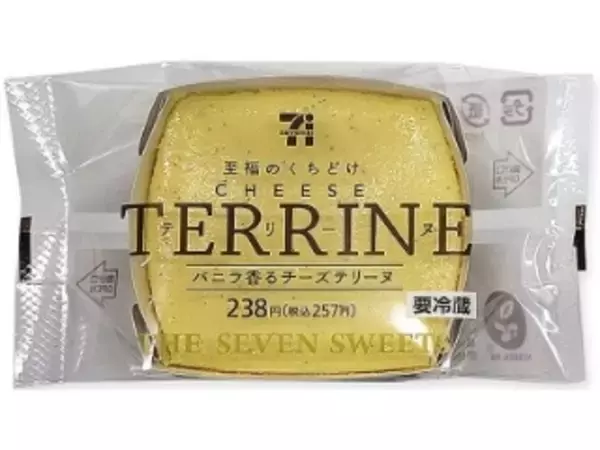 至福のくちどけ
CHEESE
TERRINE
テリーヌ
バニラ香るチーズテリーヌ
238円(税込257円)
要冷蔵
THE SEVEN SWEETS